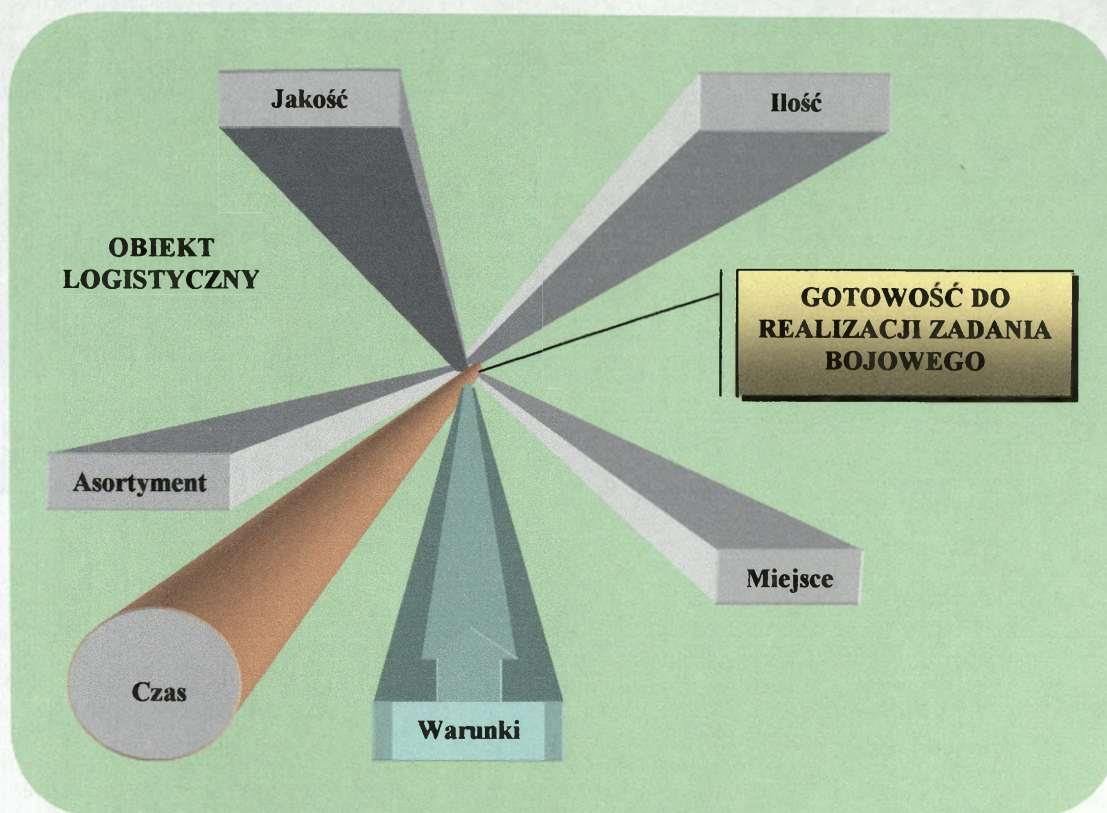 Jakość
Ilość
OBIEKT
LOGISTYCZNY
GOTOWOŚĆ DO
REALIZACJI ZADANIA
BOJOWEGO
Asortyment
Miejsce
Czas
Warunki